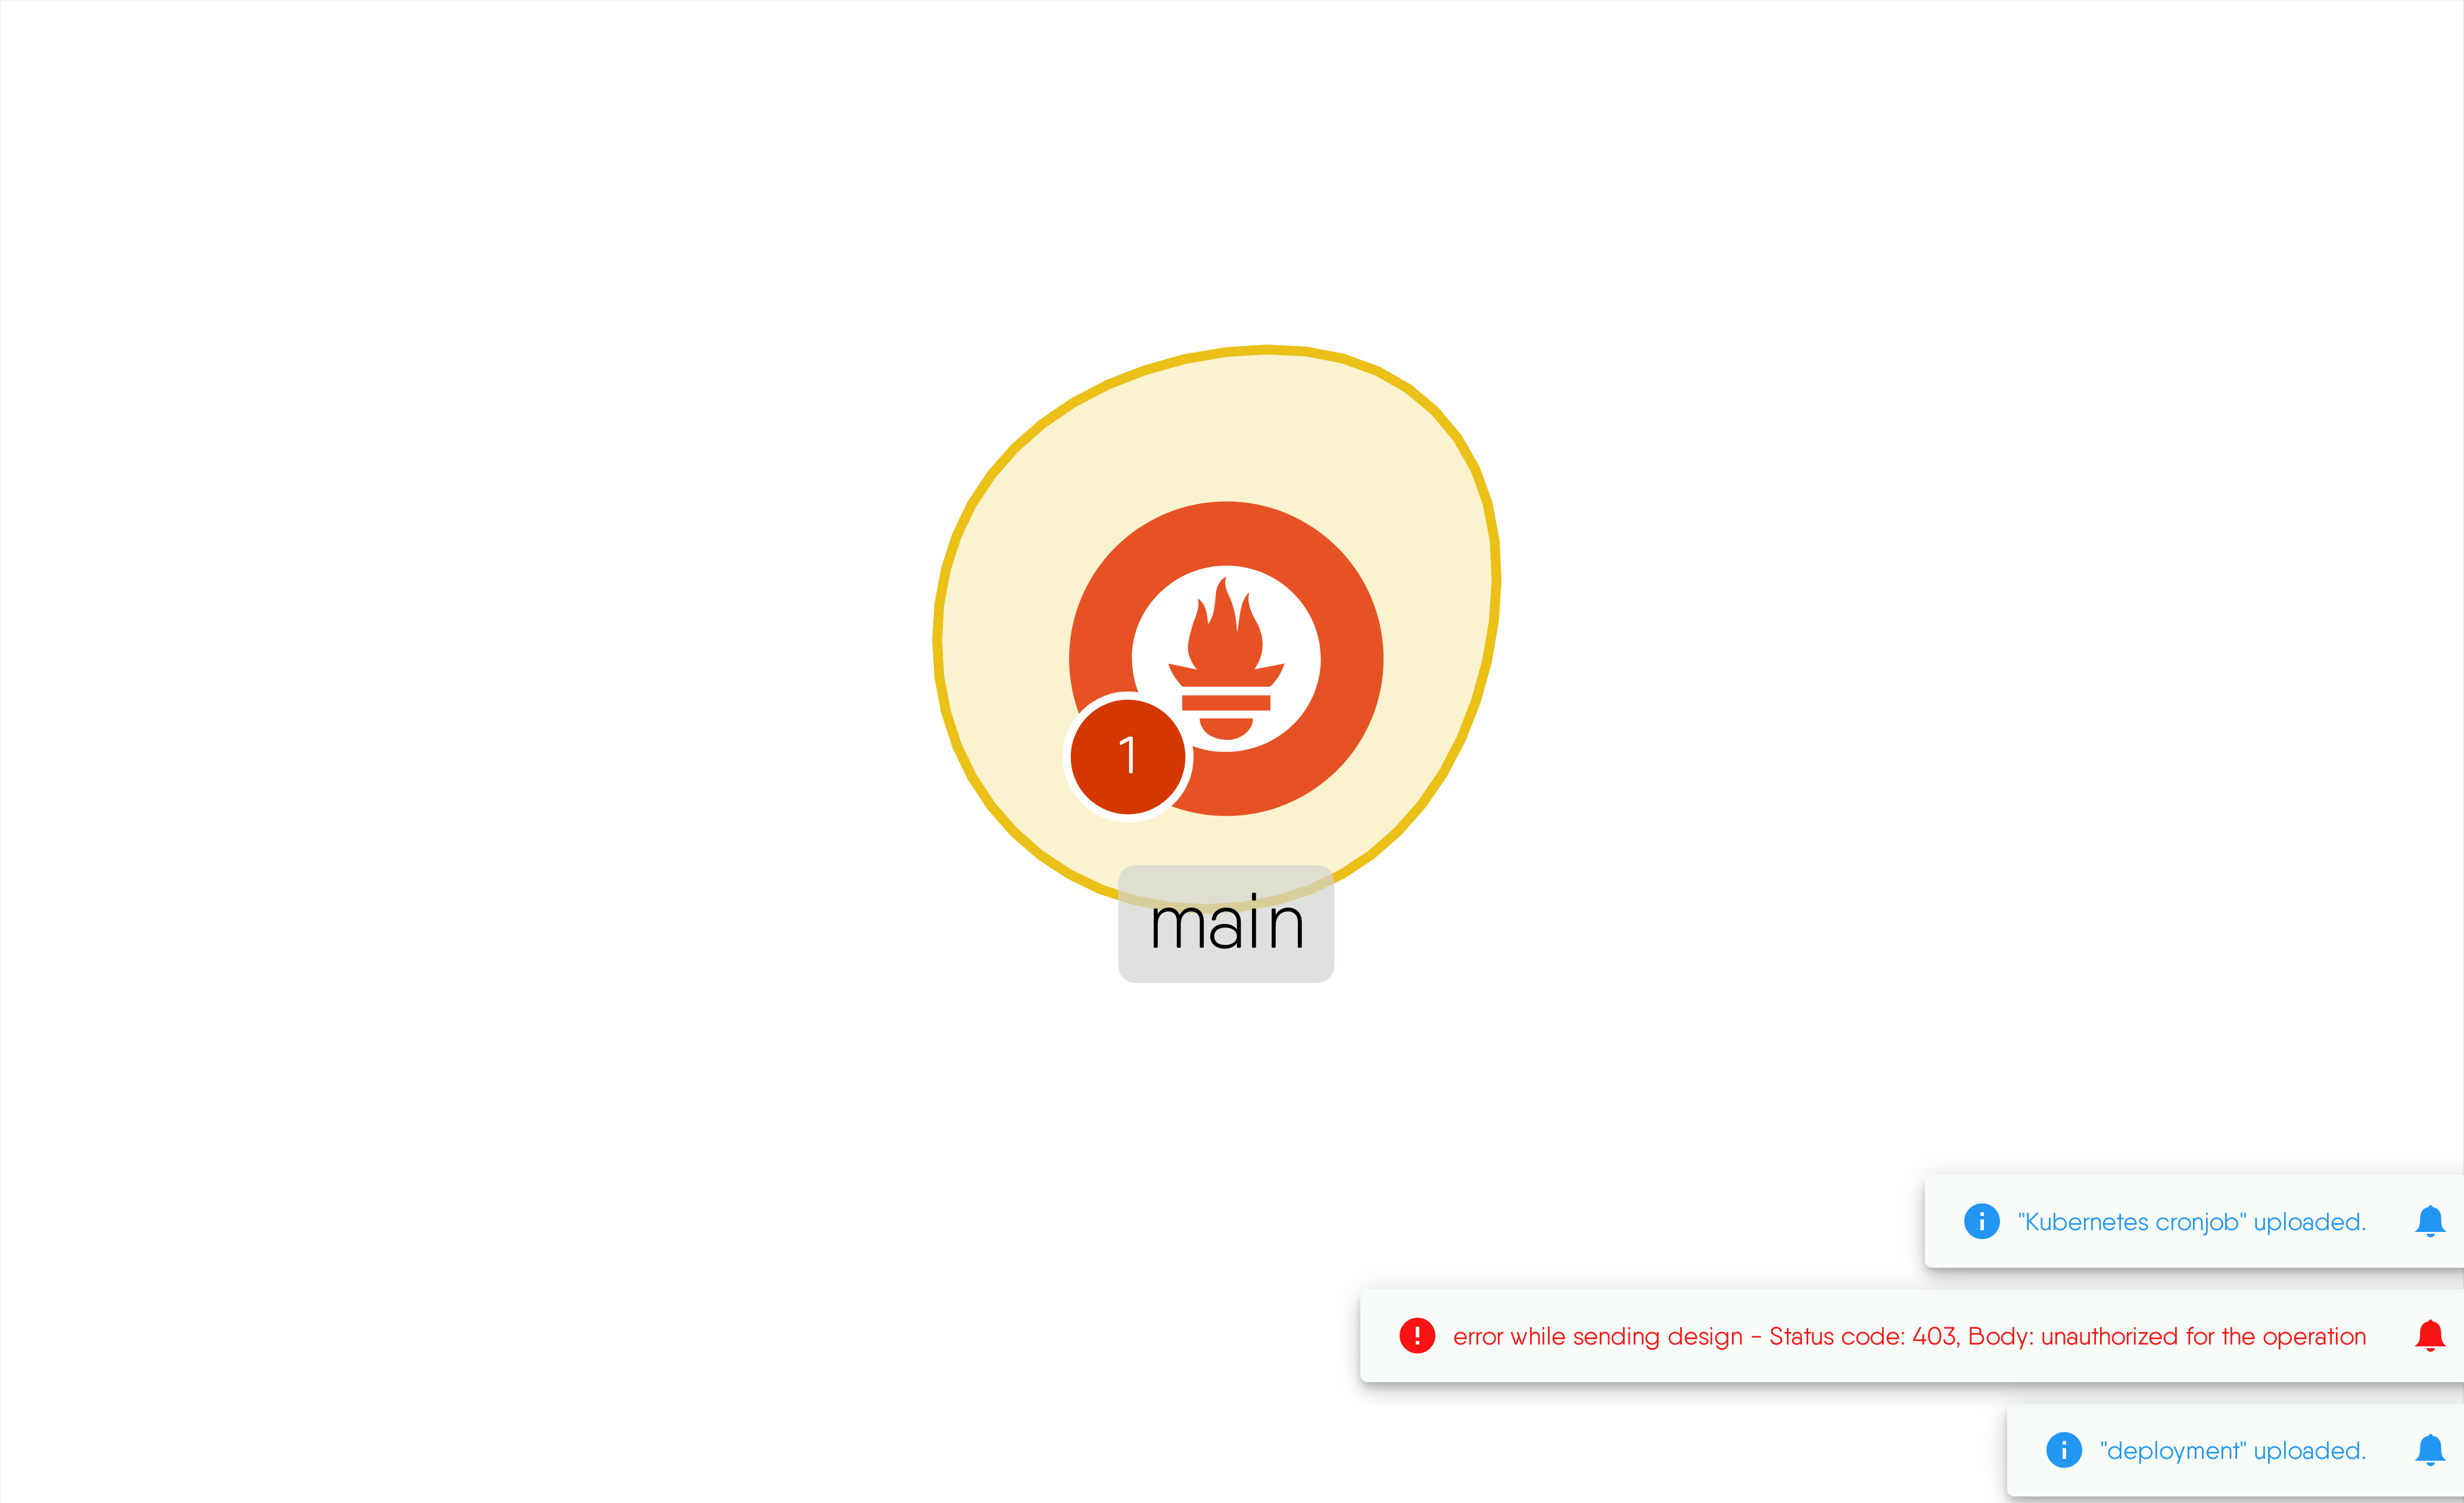 1
main
"Kubernetes cronjob" uploaded.
error while sending design - Status code: 403, Body: unauthorized for the operation
"deployment" uploaded.